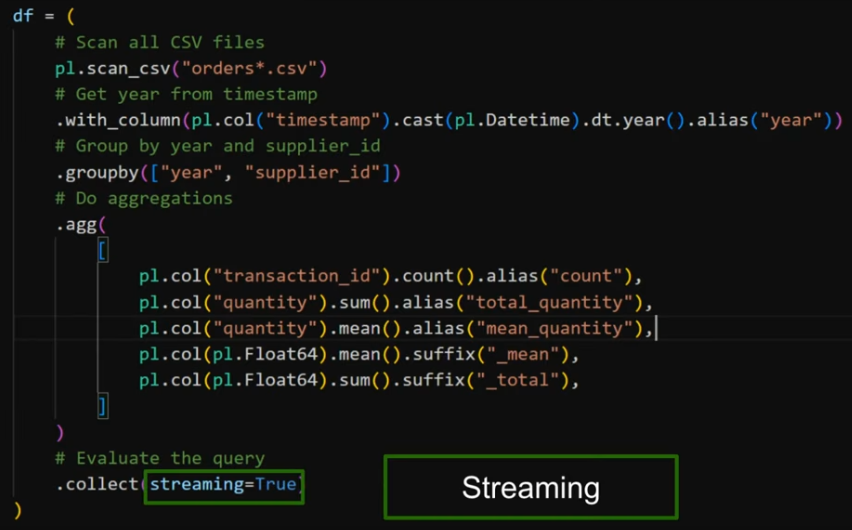 df = (
    # Scan all CSV files
    pl.scan_csv("orders*.csv")
    # Get year from timestamp
    .with_column(pl.col("timestamp").cast(pl.Datetime).dt.year().alias("year"))
    # Group by year and supplier_id
    .groupby(["year", "supplier_id"])
    # Do aggregations
    .agg(
        [
            pl.col("transaction_id").count().alias("count"),
            pl.col("quantity").sum().alias("total_quantity"),
            pl.col("quantity").mean().alias("mean_quantity"),
            pl.col(pl.Float64).mean().suffix("_mean"),
            pl.col(pl.Float64).sum().suffix("_total"),
        ]
    )
    # Evaluate the query
    .collect(streaming=True)
)
Streaming